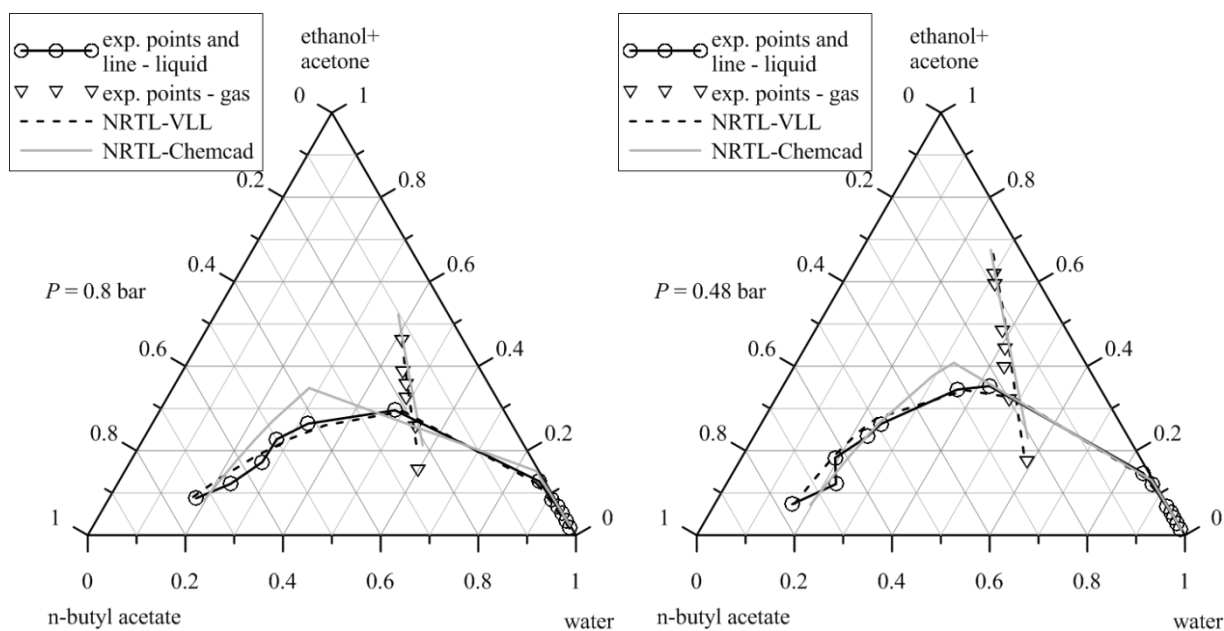 exp. points and
line - liquid
exp. points - gas
NRTL-VLL
NRTL-Chemcad
ethanol+
acetone
0 1
0.2 0.8
0.4 0.6
P = 0.8 bar
0.6 0.4
0.8 0.2
1 0
0 0.2 0.4 0.6 0.8 1
n-butyl acetate water
exp. points and
line - liquid
exp. points - gas
NRTL-VLL
NRTL-Chemcad
ethanol+
acetone
0 1
0.2 0.8
0.4 0.6
P = 0.48 bar
0.6 0.4
0.8 0.2
1 0
0 0.2 0.4 0.6 0.8 1
n-butyl acetate water